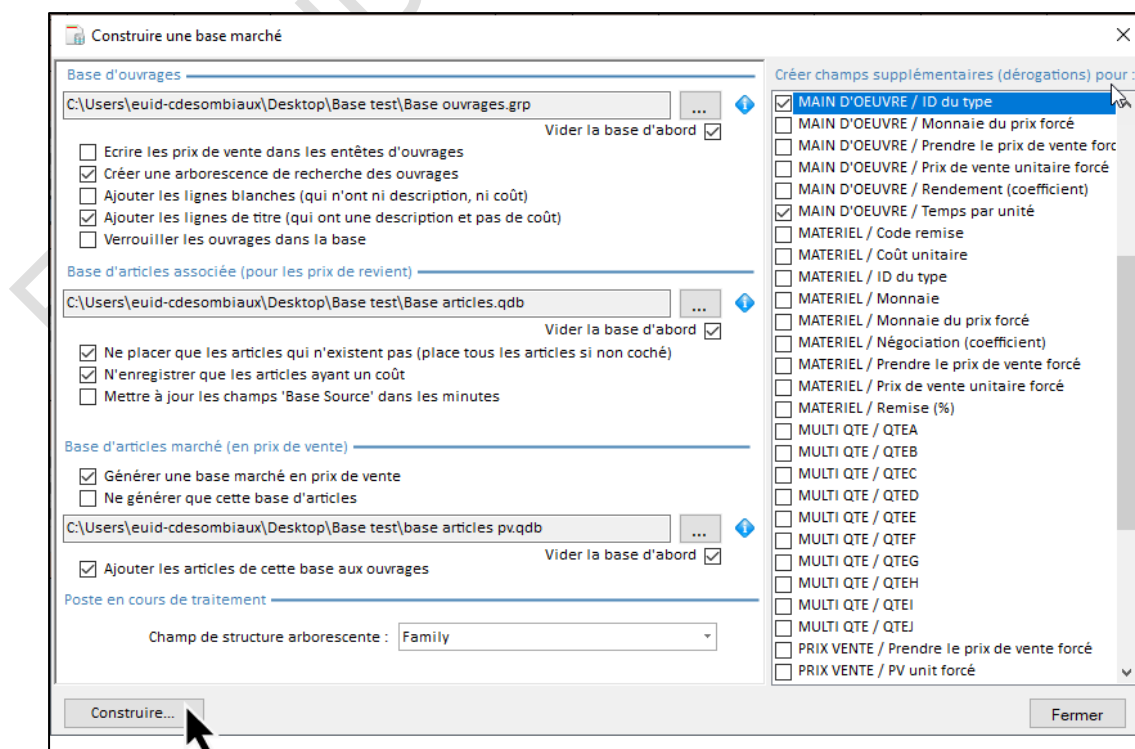 Construire une base marché
Base d'ouvrages
C:\Users\euid-cdesombiaux\Desktop\Base test\Base ouvrages.grp
...
Vider la base d'abord
Ecrire les prix de vente dans les entêtes d'ouvrages
Créer une arborescence de recherche des ouvrages
Ajouter les lignes blanches (qui n'ont ni description, ni coût)
Ajouter les lignes de titre (qui ont une description et pas de coût)
Verrouiller les ouvrages dans la base
Base d'articles associée (pour les prix de revient)
C:\Users\euid-cdesombiaux\Desktop\Base test\Base articles.qdb
...
Vider la base d'abord
Ne placer que les articles qui n'existent pas (place tous les articles si non coché)
N'enregistrer que les articles ayant un coût
Mettre à jour les champs 'Base Source' dans les minutes
Base d'articles marché (en prix de vente)
Générer une base marché en prix de vente
Ne générer que cette base d'articles
C:\Users\euid-cdesombiaux\Desktop\Base test\base articles pv.qdb
...
Vider la base d'abord
Ajouter les articles de cette base aux ouvrages
Poste en cours de traitement
Champ de structure arborescente : Family
Créer champs supplémentaires (dérogations) pour :
MAIN D'OEUVRE / ID du type
MAIN D'OEUVRE / Monnaie du prix forcé
MAIN D'OEUVRE / Prendre le prix de vente forc
MAIN D'OEUVRE / Prix de vente unitaire forcé
MAIN D'OEUVRE / Rendement (coefficient)
MAIN D'OEUVRE / Temps par unité
MATERIEL / Code remise
MATERIEL / Coût unitaire
MATERIEL / ID du type
MATERIEL / Monnaie
MATERIEL / Monnaie du prix forcé
MATERIEL / Négociation (coefficient)
MATERIEL / Prendre le prix de vente forcé
MATERIEL / Prix de vente unitaire forcé
MATERIEL / Remise (%)
MULTI QTE / QTEA
MULTI QTE / QTEB
MULTI QTE / QTEC
MULTI QTE / QTED
MULTI QTE / QTEE
MULTI QTE / QTEF
MULTI QTE / QTEG
MULTI QTE / QTEH
MULTI QTE / QTEI
MULTI QTE / QTEJ
PRIX VENTE / Prendre le prix de vente forcé
PRIX VENTE / PV unit forcé
Construire...
Fermer